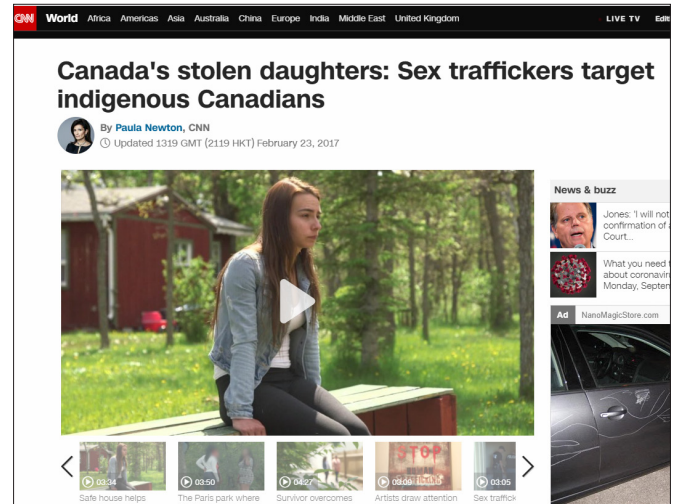 CNN World Africa Americas Asia Australia China Europe India Middle East United Kingdom LIVE TV
Canada's stolen daughters: Sex traffickers target
indigenous Canadians
By Paula Newton, CNN
Updated 1319 GMT (2119 HKT) February 23, 2017
News & buzz
Jones: 'I will not
confirmation of
Court...
What you need
about coronavir
Monday, Septem
Ad NanoMagicStore.com
03:34
Safe house helps
03:50
The Paris park where
04:27
Survivor overcomes
STOP
03:09
Artists draw attention
03:05
Sex traffick